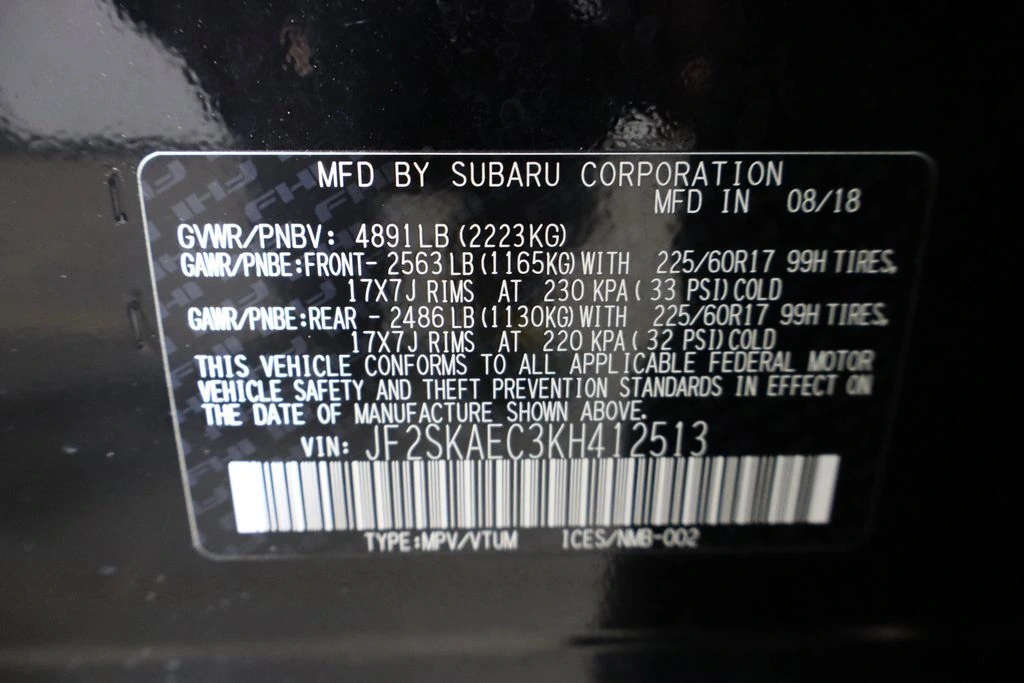 MFD BY SUBARU CORPORATION
MFD IN 08/18
GVWR/PNBV: 4891LB (2223KG)
GAWR/PNBE:FRONT- 2563 LB (1165KG) WITH 225/60R17 99H TIRES,
17X7J RIMS AT 230 KPA ( 33 PSI) COLD
GAWR/PNBE:REAR - 2486 LB (1130KG) WITH 225/60R17 99H TIRES,
17X7J RIMS AT 220 KPA ( 32 PSI) COLD
THIS VEHICLE CONFORMS TO ALL APPLICABLE FEDERAL MOTOR
VEHICLE SAFETY AND THEFT PREVENTION STANDARDS IN EFFECT ON
THE DATE OF MANUFACTURE SHOWN ABOVE.
VIN: JF2SKAEC3KH412513
TYPE:MPV/VTUM ICES/NMB-002